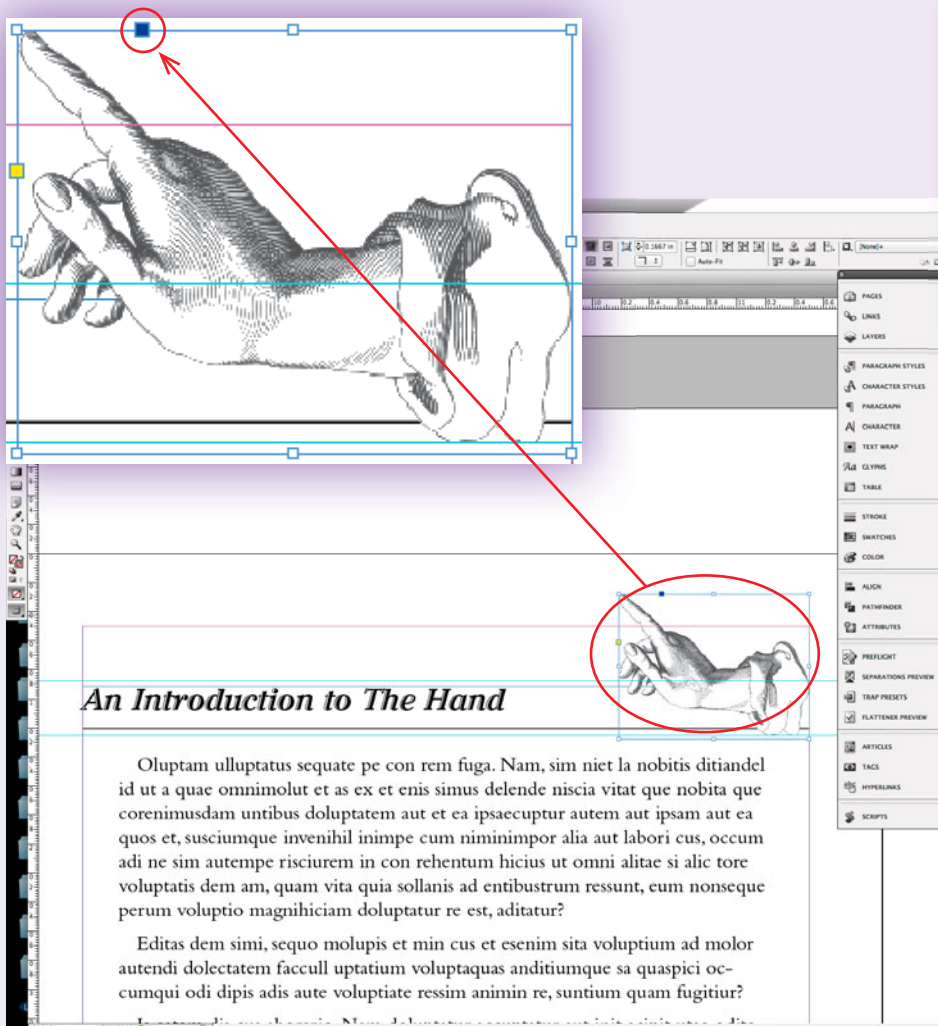 0.1667 in
Auto-Fit
[None]+
PAGES
LINKS
LAYERS
PARAGRAPH STYLES
CHARACTER STYLES
PARAGRAPH
CHARACTER
TEXT WRAP
GLYPHS
TABLE
STROKE
SWATCHES
COLOR
ALIGN
PATHFINDER
ATTRIBUTES
PREFLIGHT
SEPARATIONS PREVIEW
TRAP PRESETS
FLATTENER PREVIEW
ARTICLES
TAGS
HYPERLINKS
SCRIPTS
An Introduction to The Hand
Oluptam ulluptatus sequate pe con rem fuga. Nam, sim niet la nobitis ditiandel
id ut a quae omnimolut et as ex et enis simus delende niscia vitat que nobita que
corenimusdam untibus doluptatem aut et ea ipsaecuptur autem aut ipsam aut ea
quos et, susciumque invenihil inimpe cum niminimpor alia aut labori cus, occum
adi ne sim autempe risciurem in con rehentum hicius ut omni alitae si alic tore
voluptatis dem am, quam vita quia sollanis ad entibustrum ressunt, eum nonseque
perum voluptio magnihiciam doluptatur re est, aditatur?
Editas dem simi, sequo molupis et min cus et esenim sita voluptium ad molor
autendi dolectatem faccull uptatium voluptaquas anditiumque sa quaspici oc-
cumqui odi dipis adis aute voluptiate ressim animin re, suntium quam fugitiur?